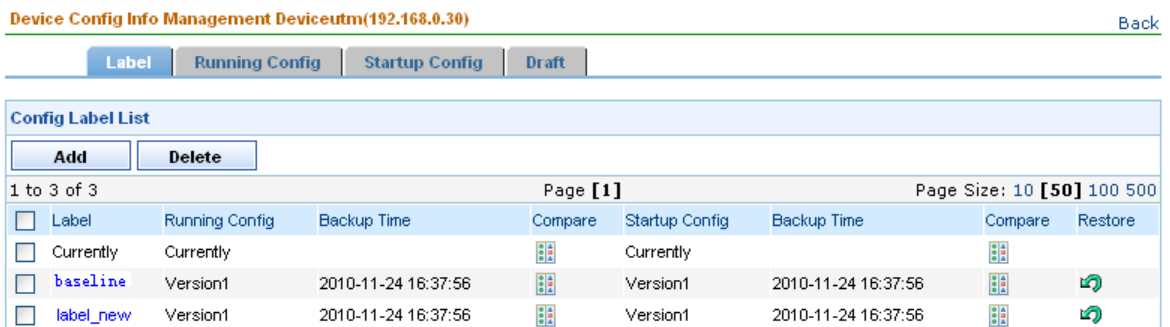 Device Config Info Management Deviceutm(192.168.0.30) Back
Label Running Config Startup Config Draft
Config Label List
Add Delete
1 to 3 of 3 Page [1] Page Size: 10 [50] 100 500
Label Running Config Backup Time Compare Startup Config Backup Time Compare Restore
Currently Currently Currently
baseline Version1 2010-11-24 16:37:56 Version1 2010-11-24 16:37:56
label_new Version1 2010-11-24 16:37:56 Version1 2010-11-24 16:37:56